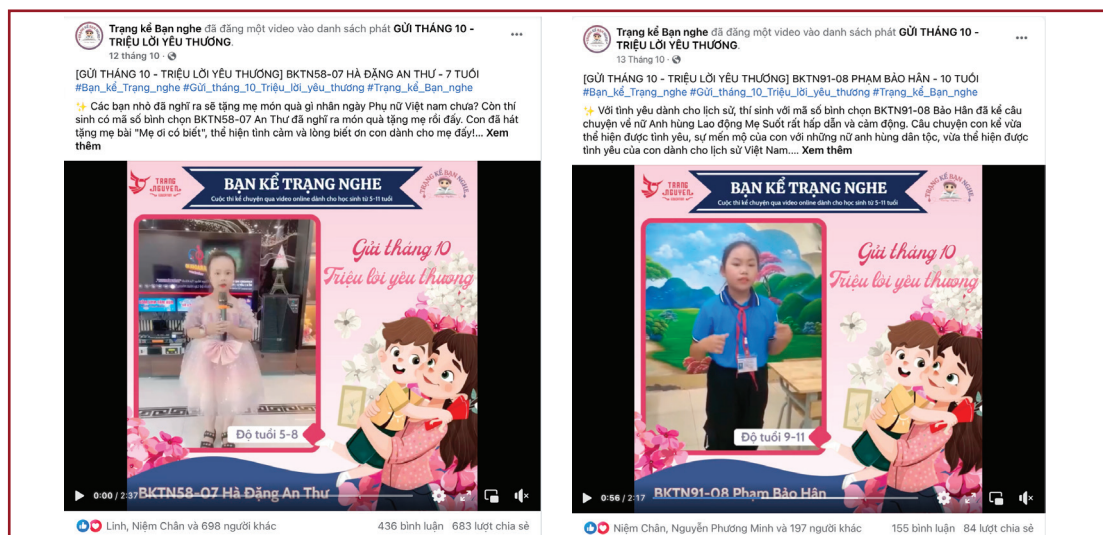 Trạng kể Bạn nghe đã đăng một video vào danh sách phát GỬI THÁNG 10 -
TRIỆU LỜI YÊU THƯƠNG.
12 tháng 10
[GỬI THÁNG 10 - TRIỆU LỜI YÊU THƯƠNG] BKTN58-07 HÀ ĐẶNG AN THƯ - 7 TUỔI
#Bạn_kể_Trạng_nghe #Gửi_tháng_10_Triệu_lời_yêu_thương #Trạng_kể_Bạn_nghe
✨ Các bạn nhỏ đã nghĩ ra sẽ tặng mẹ món quà gì nhân ngày Phụ nữ Việt nam chưa? Còn thí
sinh có mã số bình chọn BKTN58-07 An Thư đã nghĩ ra món quà tặng mẹ rồi đấy. Con đã hát
tặng mẹ bài "Mẹ ơi có biết", thể hiện tình cảm và lòng biết ơn con dành cho mẹ đấy!... Xem
thêm
TRẠNG NGUYÊN
BẠN KỂ TRẠNG NGHE
Cuộc thi kể chuyện qua video online dành cho học sinh từ 5-11 tuổi
TRẠNG KỂ BẠN NGHE
Gửi tháng 10
Triệu lời yêu thương
Độ tuổi 5-8
BKTN58-07 Hà Đặng An Thư
0:00 / 2:37
Linh, Niệm Chân và 698 người khác
436 bình luận 683 lượt chia sẻ
Trạng kể Bạn nghe đã đăng một video vào danh sách phát GỬI THÁNG 10 -
TRIỆU LỜI YÊU THƯƠNG.
13 Tháng 10
[GỬI THÁNG 10 - TRIỆU LỜI YÊU THƯƠNG] BKTN91-08 PHẠM BẢO HÂN - 10 TUỔI
#Bạn_kể_Trạng_nghe #Gửi_tháng_10_Triệu_lời_yêu_thương #Trạng_kể_Bạn_nghe
✨ Với tình yêu dành cho lịch sử, thí sinh với mã số bình chọn BKTN91-08 Bảo Hân đã kể câu
chuyện về nữ Anh hùng Lao động Mẹ Suốt rất hấp dẫn và cảm động. Câu chuyện con kể vừa
thể hiện được tình yêu, sự mến mộ của con với những nữ anh hùng dân tộc, vừa thể hiện được
tình yêu của con dành cho lịch sử Việt Nam.... Xem thêm
TRẠNG NGUYÊN
BẠN KỂ TRẠNG NGHE
Cuộc thi kể chuyện qua video online dành cho học sinh từ 5-11 tuổi
TRẠNG KỂ BẠN NGHE
Gửi tháng 10
Triệu lời yêu thương
Độ tuổi 9-11
BKTN91-08 Phạm Bảo Hân
0:56 / 2:17
Niệm Chân, Nguyễn Phương Minh và 197 người khác
155 bình luận 84 lượt chia sẻ